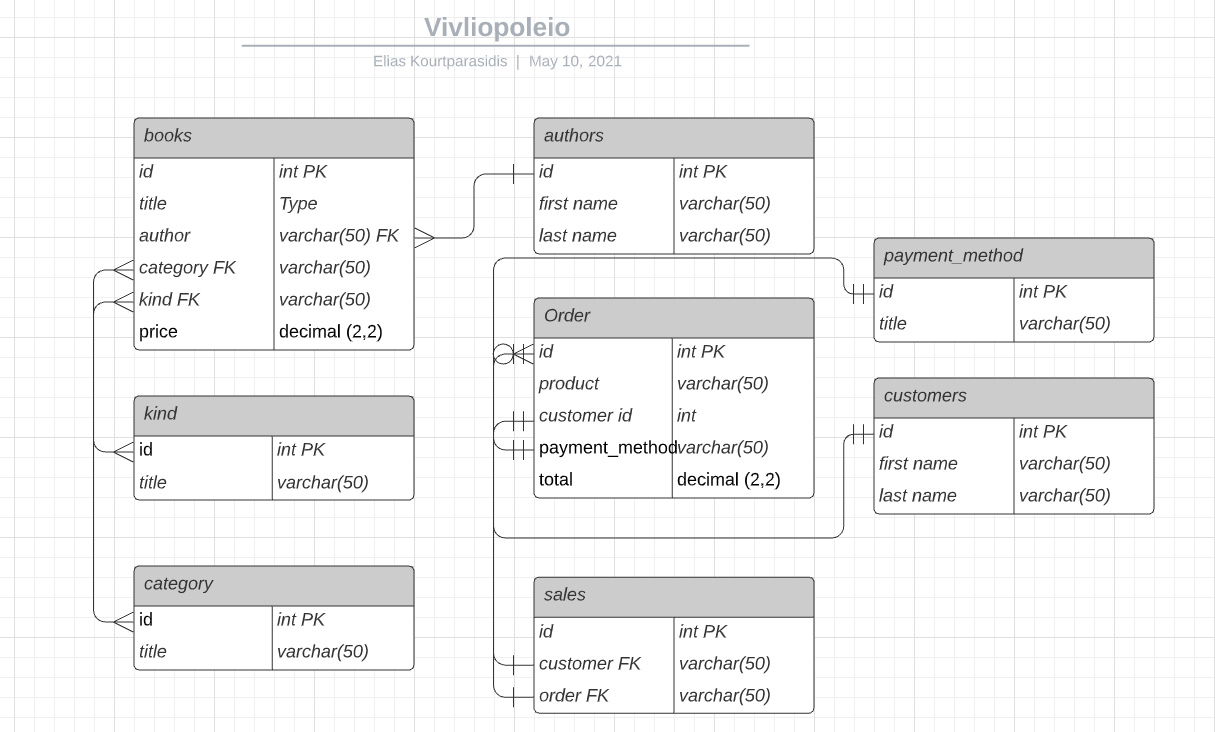 Vivliopoleio
Elias Kourtparasidis | May 10, 2021
books
id int PK
title Type
author varchar(50) FK
category FK varchar(50)
kind FK varchar(50)
price decimal (2,2)
kind
id int PK
title varchar(50)
category
id int PK
title varchar(50)
authors
id int PK
first name varchar(50)
last name varchar(50)
Order
id int PK
product varchar(50)
customer id int
payment_method varchar(50)
total decimal (2,2)
sales
id int PK
customer FK varchar(50)
order FK varchar(50)
payment_method
id int PK
title varchar(50)
customers
id int PK
first name varchar(50)
last name varchar(50)